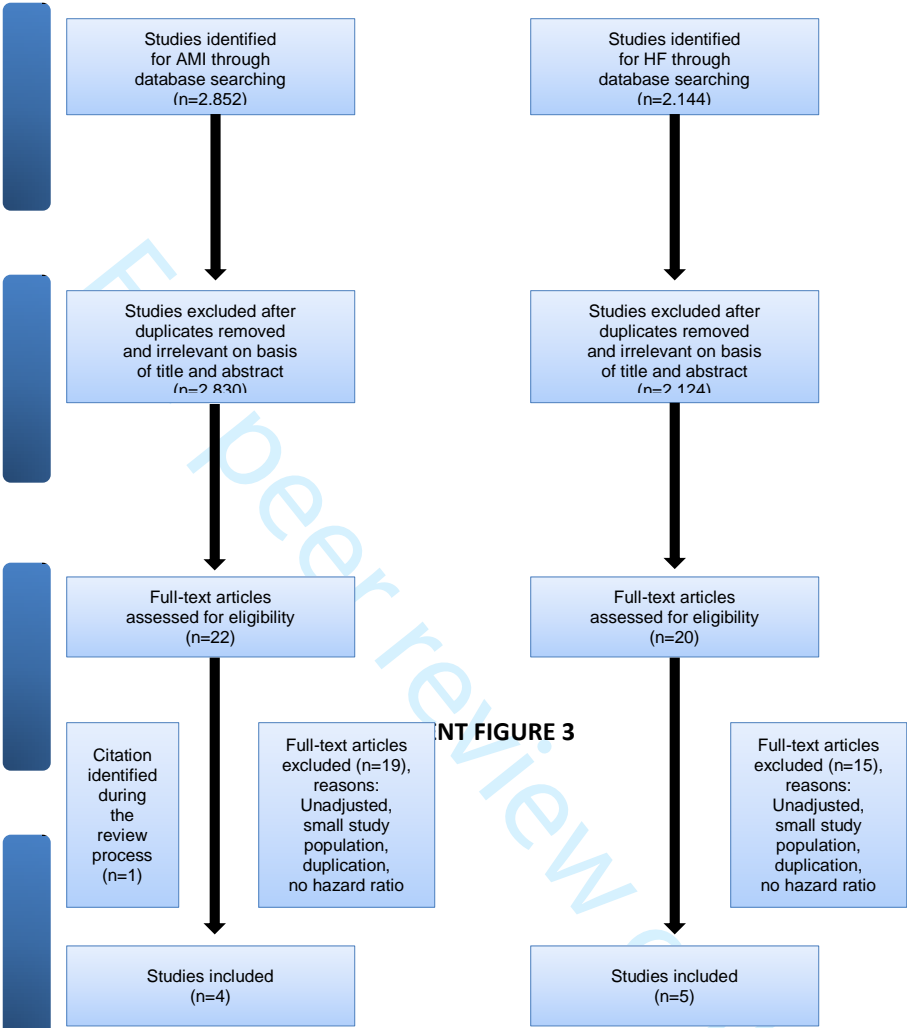 Studies identified
for AMI through
database searching
(n=2.852)
Studies identified
for HF through
database searching
(n=2.144)
Studies excluded after
duplicates removed
and irrelevant on basis
of title and abstract
(n=2.830)
Studies excluded after
duplicates removed
and irrelevant on basis
of title and abstract
(n=2.124)
Full-text articles
assessed for eligibility
(n=22)
Full-text articles
assessed for eligibility
(n=20)
Citation
identified
during
the
review
process
(n=1)
Full-text articles
excluded (n=19),
reasons:
Unadjusted,
small study
population,
duplication,
no hazard ratio
NT FIGURE 3
Full-text articles
excluded (n=15),
reasons:
Unadjusted,
small study
population,
duplication,
no hazard ratio
Studies included
(n=4)
Studies included
(n=5)
peer review